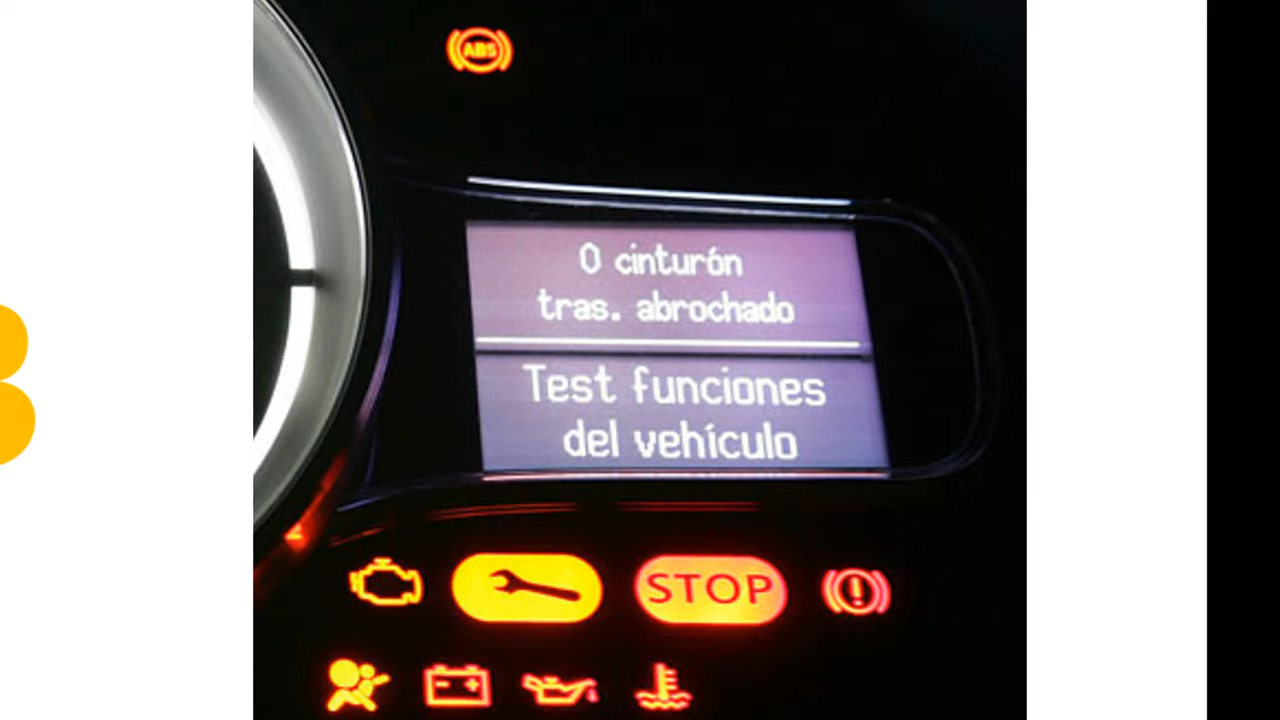 ABS
0 cinturón
tras. abrochado
Test funciones
del vehículo
STOP